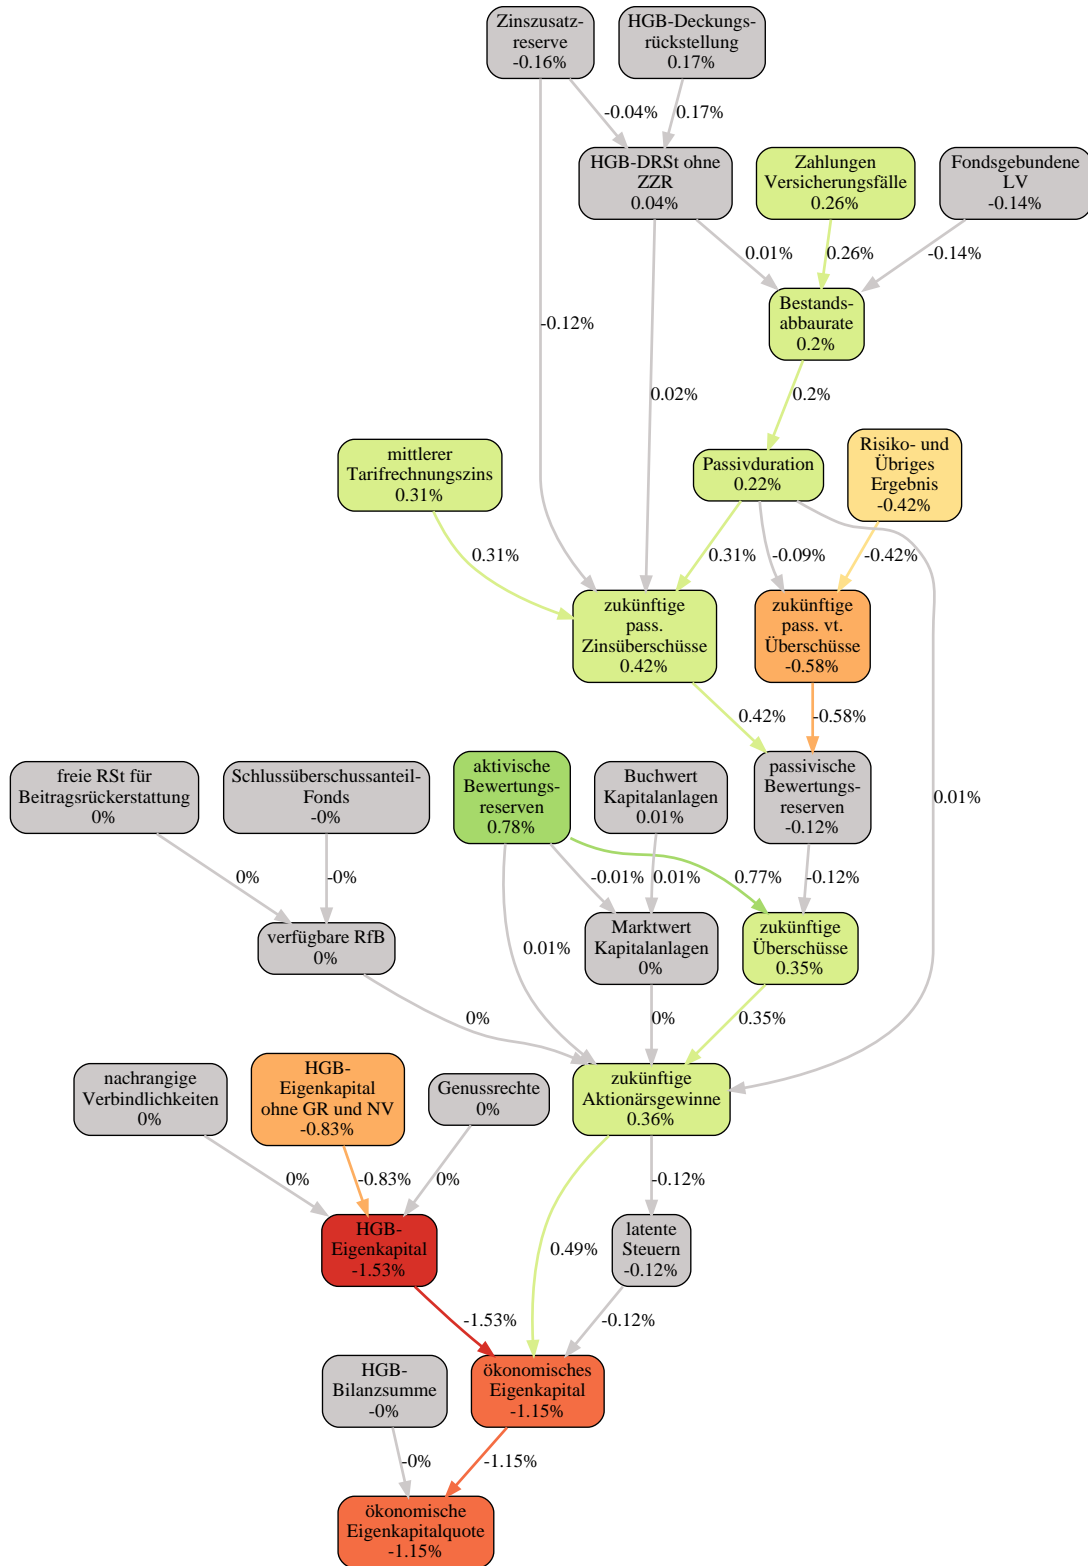 Zinszusatz-
reserve
-0.16%
HGB-Deckungs-
rückstellung
0.17%
-0.04%
0.17%
HGB-DRSt ohne
ZZR
0.04%
Zahlungen
Versicherungsfälle
0.26%
Fondsgebundene
LV
-0.14%
0.01%
0.26%
-0.14%
Bestands-
abbaurate
0.2%
-0.12%
0.02%
0.2%
mittlerer
Tarifrechnungszins
0.31%
Passivduration
0.22%
Risiko- und
Übriges
Ergebnis
-0.42%
0.31%
0.31%
-0.09%
-0.42%
zukünftige
pass.
Zinsüberschüsse
0.42%
zukünftige
pass. vt.
Überschüsse
-0.58%
0.42%
-0.58%
0.01%
freie RSt für
Beitragsrückerstattung
0%
Schlussüberschussanteil-
Fonds
-0%
aktivische
Bewertungs-
reserven
0.78%
Buchwert
Kapitalanlagen
0.01%
passivische
Bewertungs-
reserven
-0.12%
0%
-0%
-0.01%
0.01%
0.77%
-0.12%
verfügbare RfB
0%
0.01%
Marktwert
Kapitalanlagen
0%
zukünftige
Überschüsse
0.35%
0%
0%
0.35%
nachrangige
Verbindlichkeiten
0%
HGB-
Eigenkapital
ohne GR und NV
-0.83%
Genussrechte
0%
zukünftige
Aktionärsgewinne
0.36%
0%
-0.83%
0%
-0.12%
HGB-
Eigenkapital
-1.53%
0.49%
latente
Steuern
-0.12%
-1.53%
-0.12%
HGB-
Bilanzsumme
-0%
ökonomisches
Eigenkapital
-1.15%
-0%
-1.15%
ökonomische
Eigenkapitalquote
-1.15%